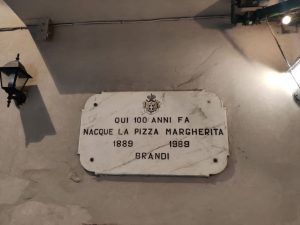 QUI 100 ANNI FA
NACQUE LA PIZZA MARGHERITA
1889 1989
BRANDI